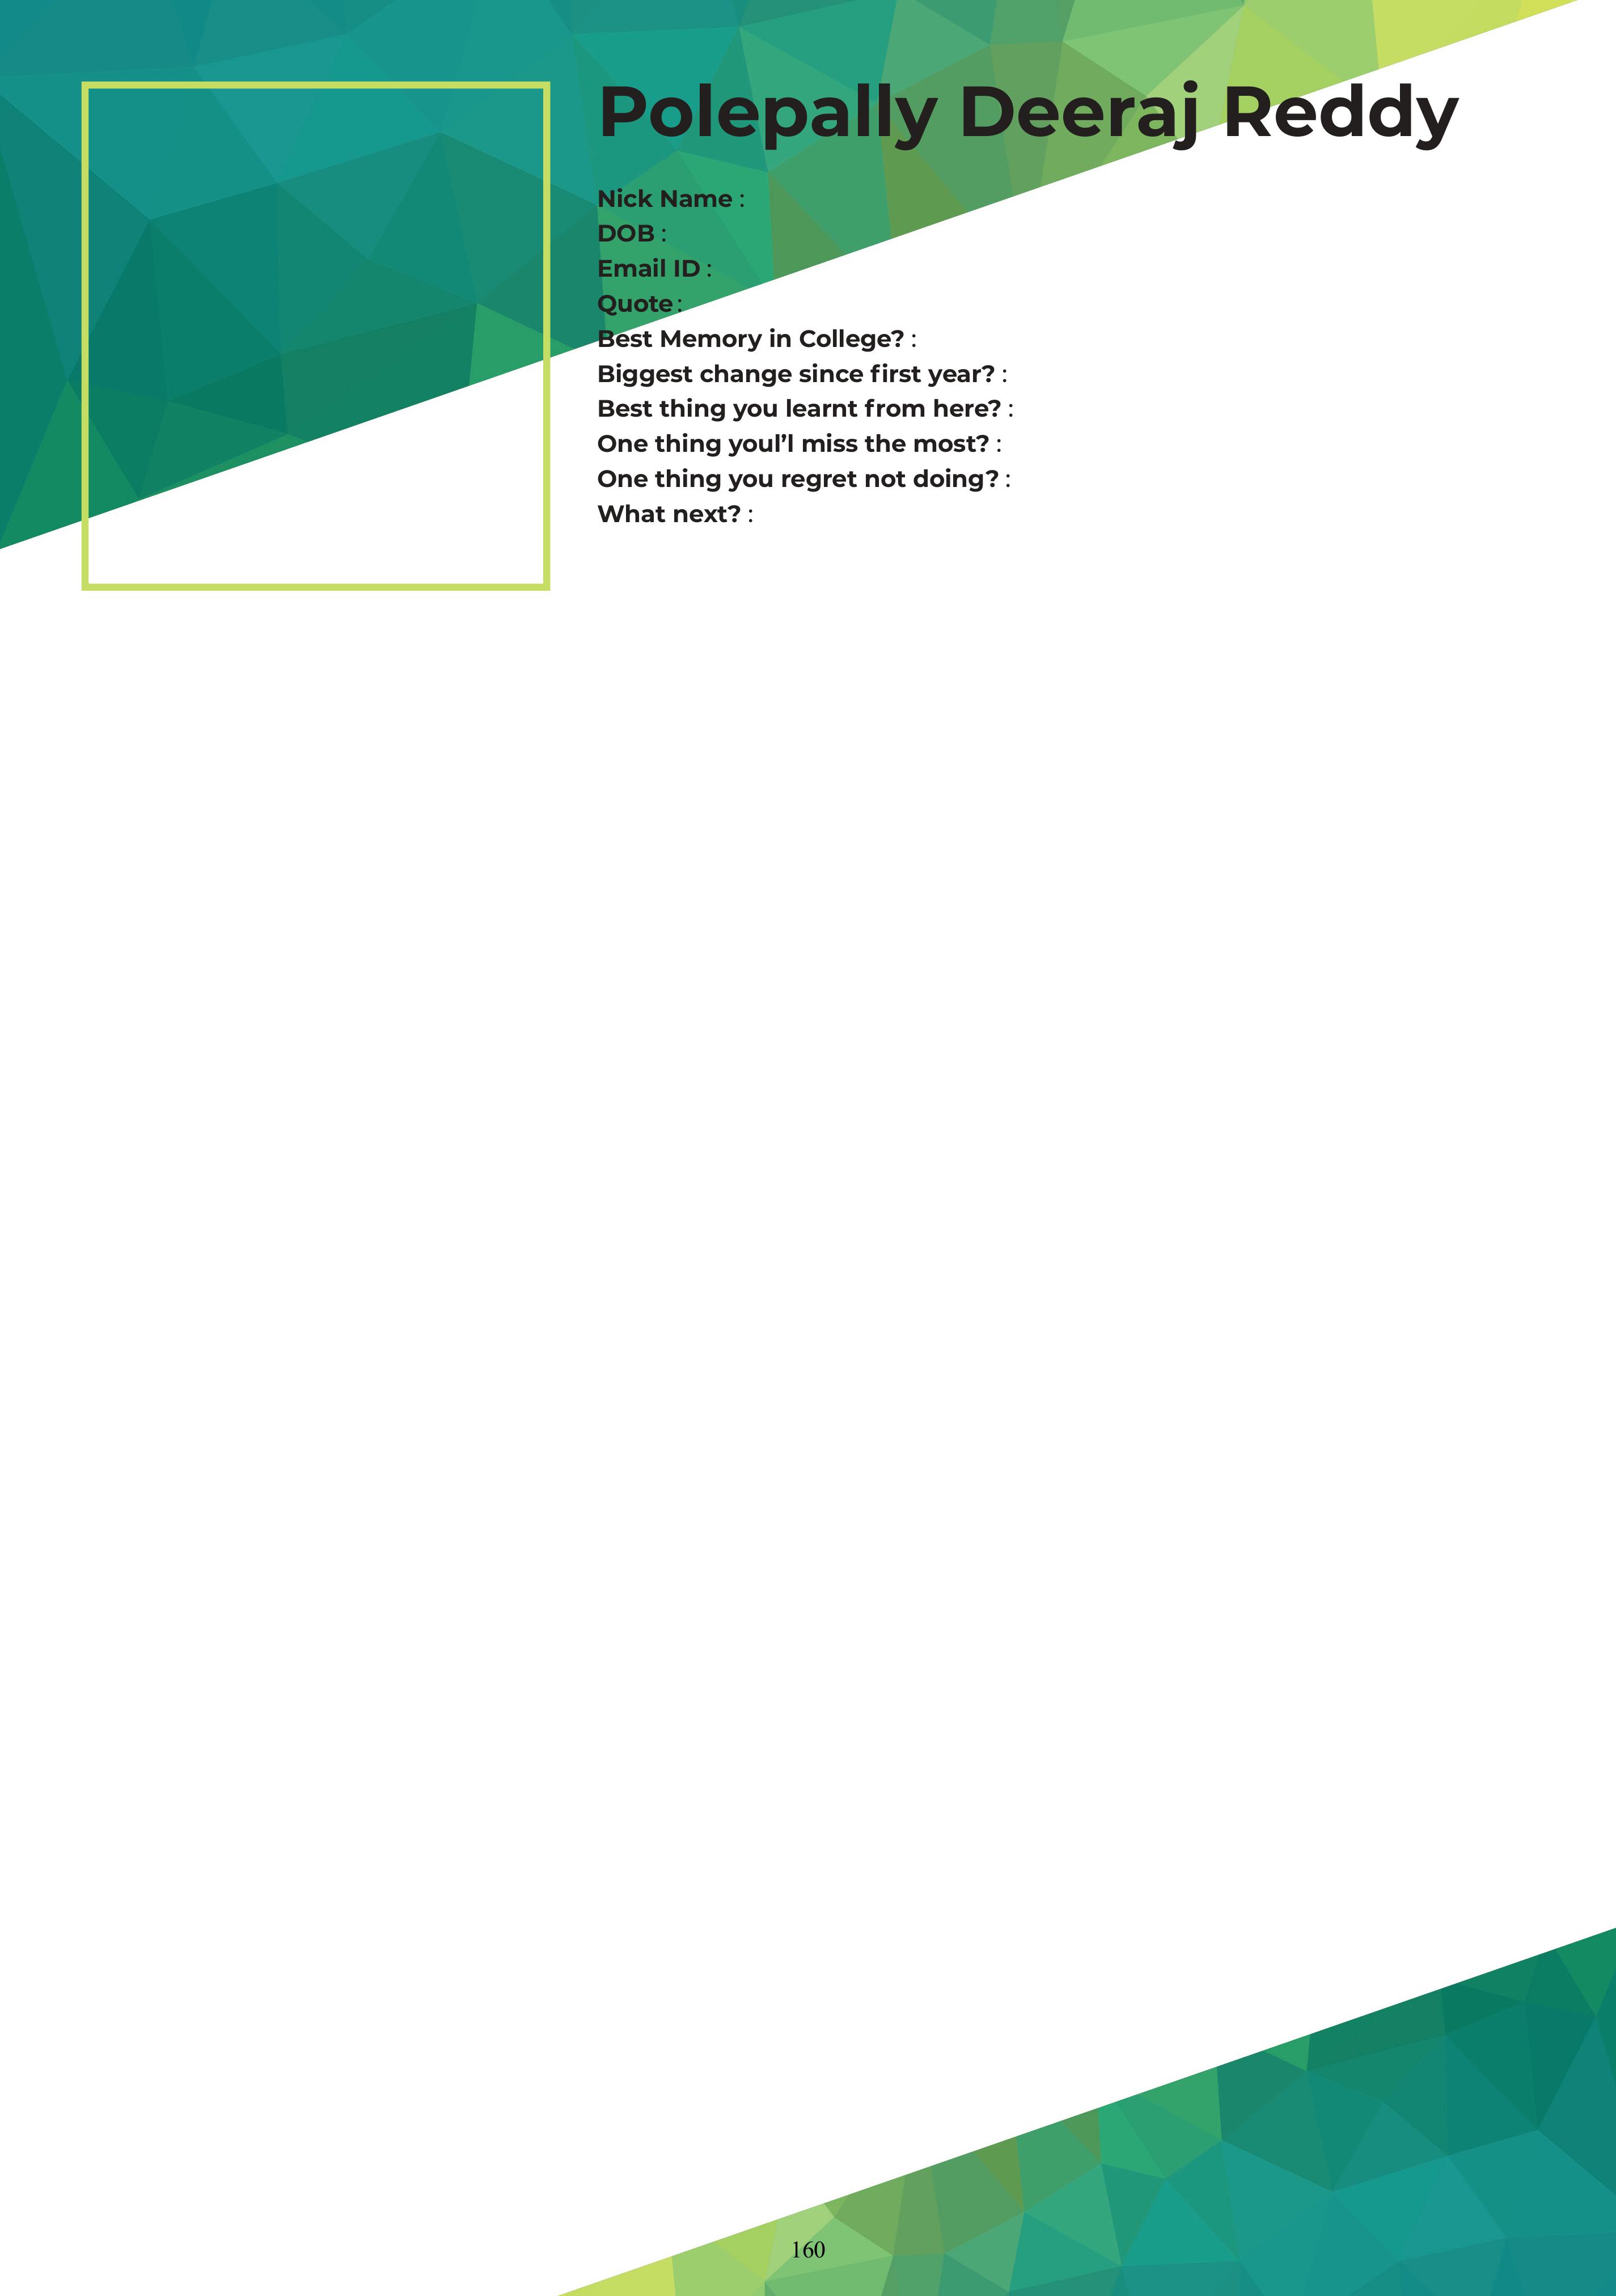 Polepally Deeraj Reddy
Nick Name :
DOB :
Email ID :
Quote :
Best Memory in College? :
Biggest change since first year? :
Best thing you learnt from here? :
One thing youl’l miss the most? :
One thing you regret not doing? :
What next? :
160